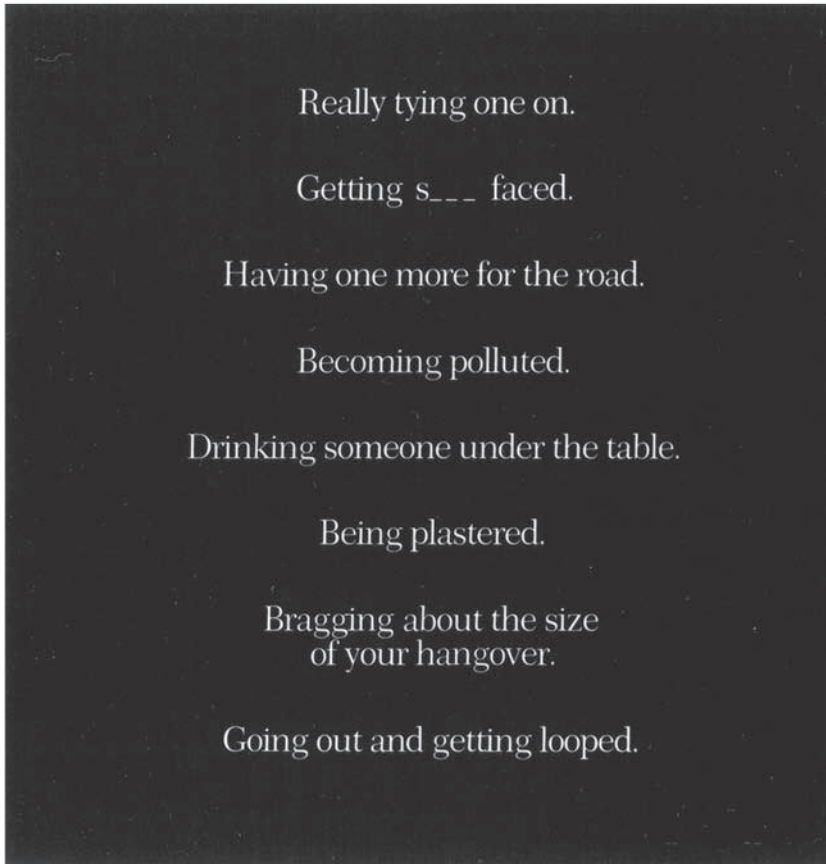 Really tying one on.
Getting s___ faced.
Having one more for the road.
Becoming polluted.
Drinking someone under the table.
Being plastered.
Bragging about the size
of your hangover.
Going out and getting looped.